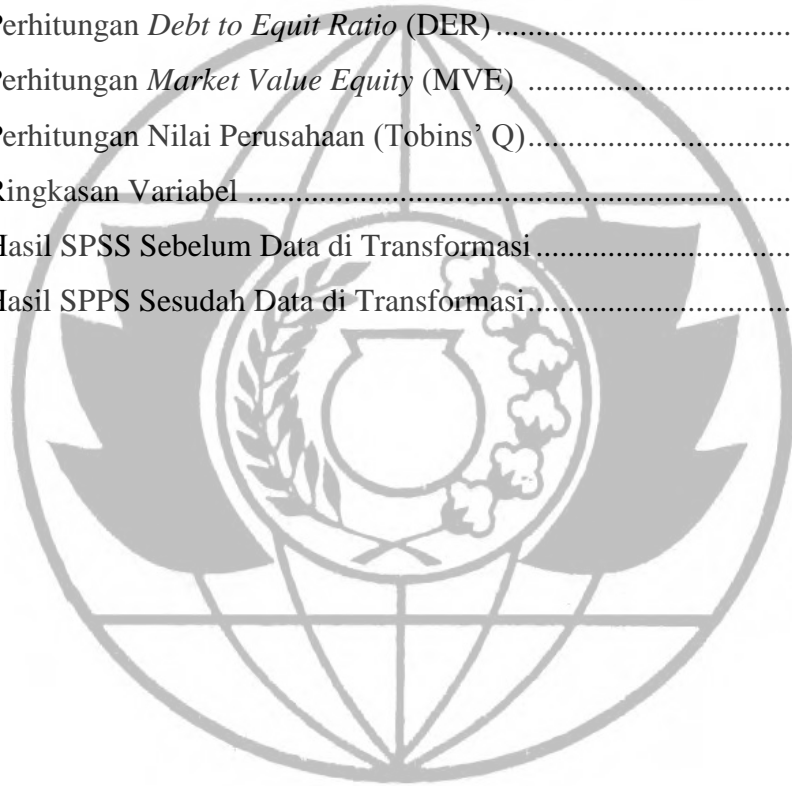 Perhitungan Debt to Equit Ratio (DER) ....................................
Perhitungan Market Value Equity (MVE) ................................
Perhitungan Nilai Perusahaan (Tobins’ Q) ................................
Ringkasan Variabel ....................................................................
Hasil SPSS Sebelum Data di Transformasi ...............................
Hasil SPPS Sesudah Data di Transformasi ................................